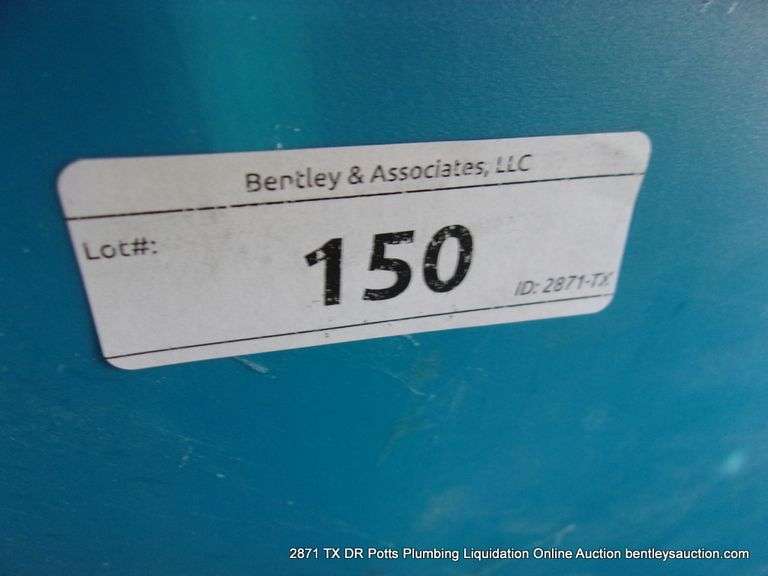 Bentley & Associates, LLC
Lot#:
150
ID: 2871-TX
2871 TX DR Potts Plumbing Liquidation Online Auction bentleysauction.com